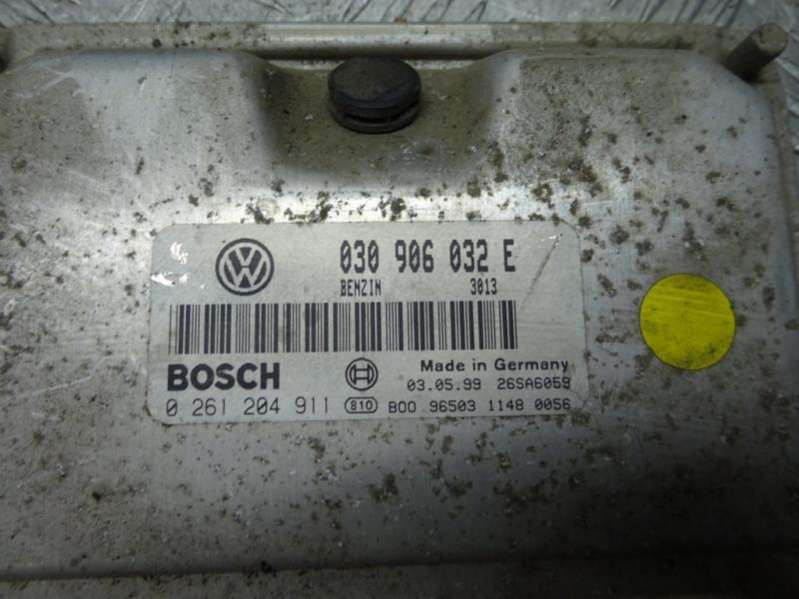 VW
030 906 032 E
BENZIN 3013
BOSCH Made in Germany
03.05.99 26SA6059
0 261 204 911 810 B00 96503 1148 0056